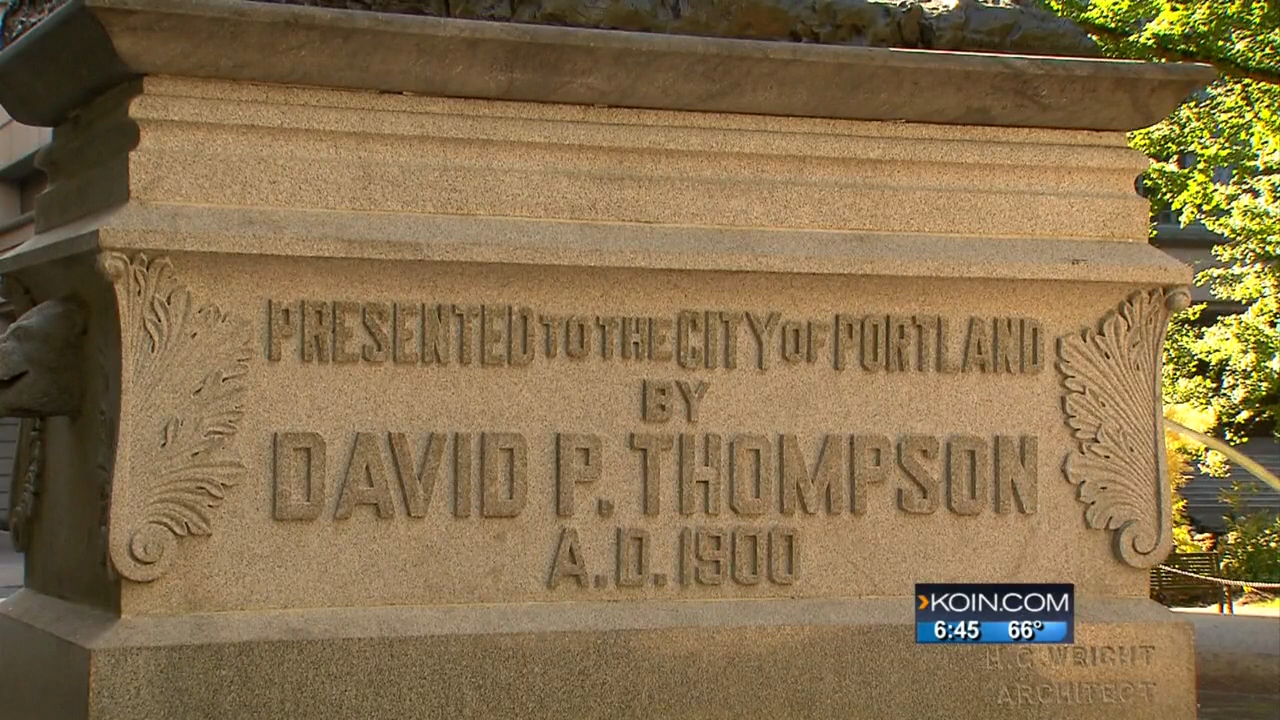 PRESENTED TO THE CITY OF PORTLAND
BY
DAVID P. THOMPSON
A.D. 1900
KOIN.COM
6:45 66°
H. G. WRIGHT
ARCHITECT